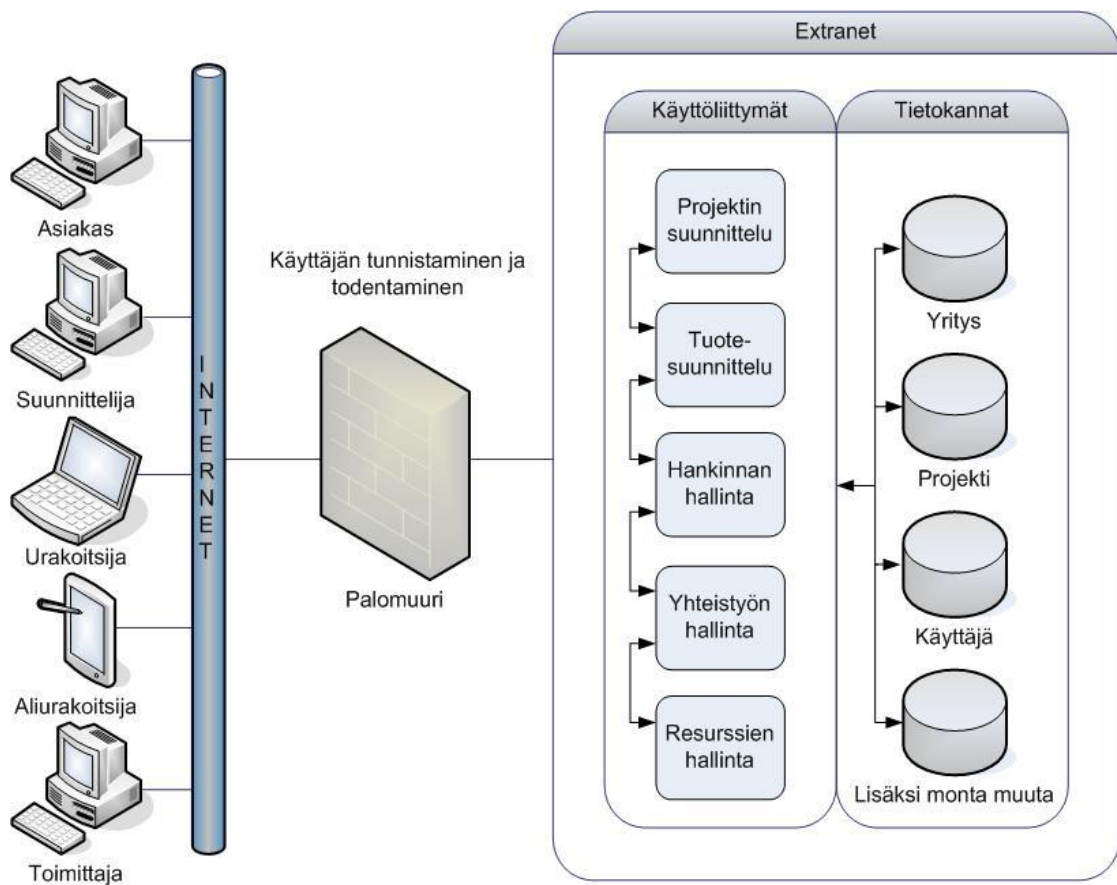 Extranet
Käyttöliittymät
Tietokannat
Asiakas
Suunnittelija
Urakoitsija
Aliurakoitsija
Toimittaja
INTERNET
Käyttäjän tunnistaminen ja
todentaminen
Palomuuri
Projektin
suunnittelu
Tuote-
suunnittelu
Hankinnan
hallinta
Yhteistyön
hallinta
Resurssien
hallinta
Yritys
Projekti
Käyttäjä
Lisäksi monta muuta